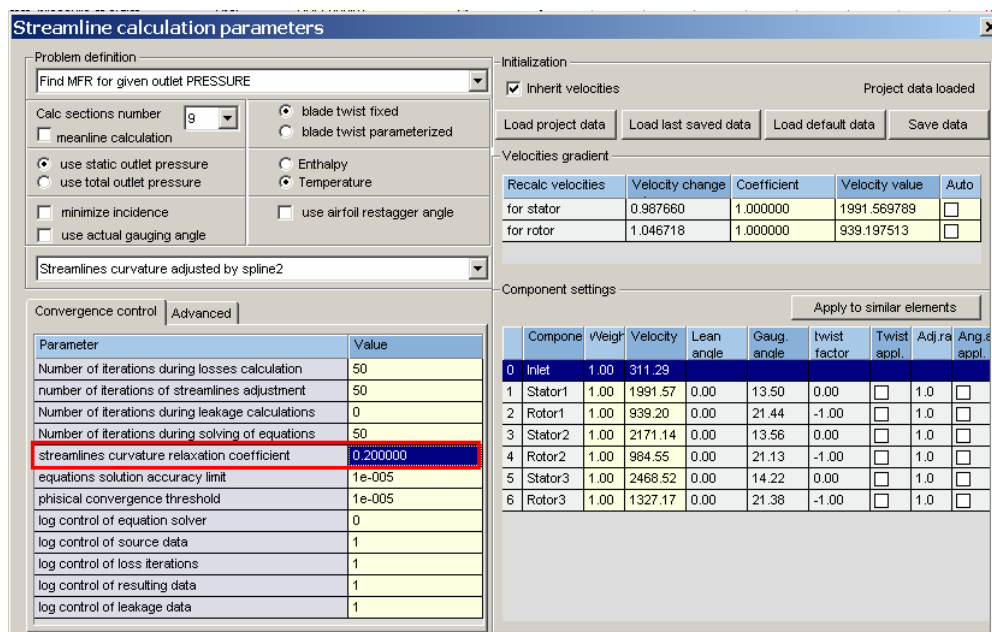 Streamline calculation parameters
Problem definition
Find MFR for given outlet PRESSURE
Calc sections number 9
meanline calculation
blade twist fixed
blade twist parameterized
use static outlet pressure
use total outlet pressure
Enthalpy
Temperature
minimize incidence
use actual gauging angle
use airfoil restagger angle
Streamlines curvature adjusted by spline2
Convergence control Advanced
Parameter Value
Number of iterations during losses calculation 50
number of iterations of streamlines adjustment 50
Number of iterations during leakage calculations 0
Number of iterations during solving of equations 50
streamlines curvature relaxation coefficient 0.200000
equations solution accuracy limit 1e-005
phisical convergence threshold 1e-005
log control of equation solver 0
log control of source data 1
log control of loss iterations 1
log control of resulting data 1
log control of leakage data 1
Initialization
Inherit velocities Project data loaded
Load project data Load last saved data Load default data Save data
Velocities gradient
Recalc velocities Velocity change Coefficient Velocity value Auto
for stator 0.987660 1.000000 1991.569789
for rotor 1.046718 1.000000 939.197513
Component settings
Apply to similar elements
Compone Weigh Velocity Lean angle Gaug. angle twist factor Twist appl. Adj.ra Ang.a appl.
0 Inlet 1.00 311.29
1 Stator1 1.00 1991.57 0.00 13.50 0.00 1.0
2 Rotor1 1.00 939.20 0.00 21.44 -1.00 1.0
3 Stator2 1.00 2171.14 0.00 13.56 0.00 1.0
4 Rotor2 1.00 984.55 0.00 21.13 -1.00 1.0
5 Stator3 1.00 2468.52 0.00 14.22 0.00 1.0
6 Rotor3 1.00 1327.17 0.00 21.38 -1.00 1.0